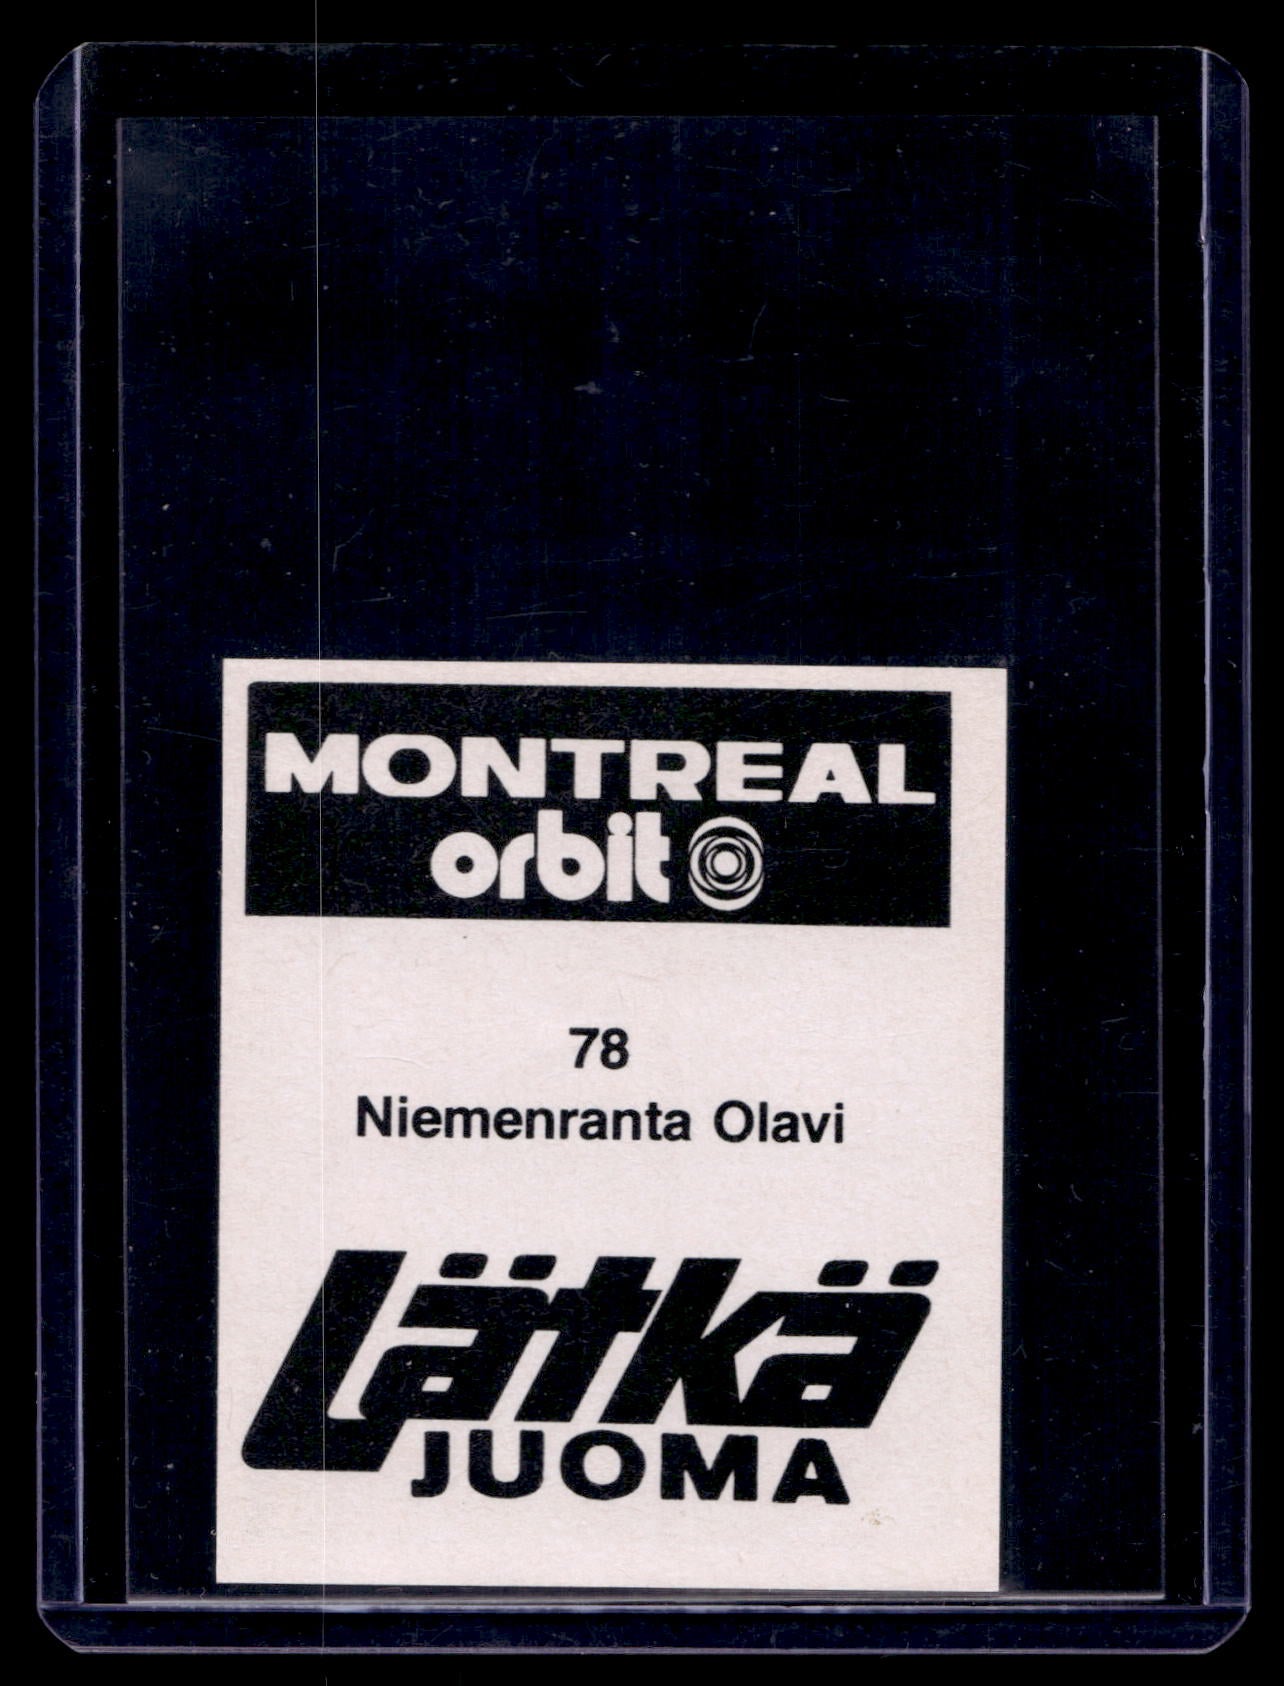 MONTREAL
orbit
78
Niemenranta Olavi
Lätkä
JUOMA